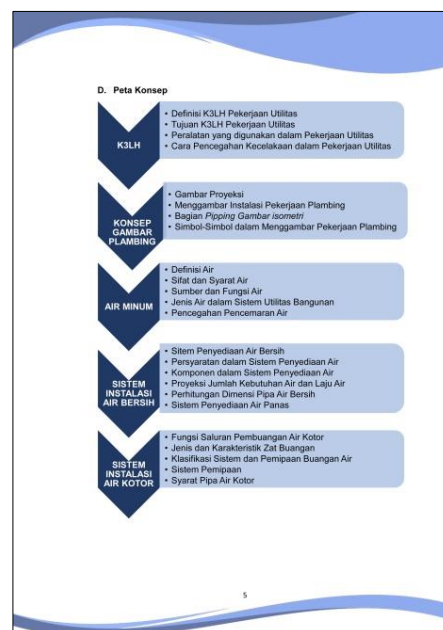 D. Peta Konsep
K3LH
• Definisi K3LH Pekerjaan Utilitas
• Tujuan K3LH Pekerjaan Utilitas
• Peralatan yang digunakan dalam Pekerjaan Utilitas
• Cara Pencegahan Kecelakaan dalam Pekerjaan Utilitas
KONSEP
GAMBAR
PLAMBING
• Gambar Proyeksi
• Menggambar Instalasi Pekerjaan Plambing
• Bagian Pipping Gambar isometri
• Simbol-Simbol dalam Menggambar Pekerjaan Plambing
AIR MINUM
• Definisi Air
• Sifat dan Syarat Air
• Sumber dan Fungsi Air
• Jenis Air dalam Sistem Utilitas Bangunan
• Pencegahan Pencemaran Air
SISTEM
INSTALASI
AIR BERSIH
• Sitem Penyediaan Air Bersih
• Persyaratan dalam Sistem Penyediaan Air
• Komponen dalam Sistem Penyediaan Air
• Proyeksi Jumlah Kebutuhan Air dan Laju Air
• Perhitungan Dimensi Pipa Air Bersih
• Sistem Penyediaan Air Panas
SISTEM
INSTALASI
AIR KOTOR
• Fungsi Saluran Pembuangan Air Kotor
• Jenis dan Karakteristik Zat Buangan
• Klasifikasi Sistem dan Pemipaan Buangan Air
• Sistem Pemipaan
• Syarat Pipa Air Kotor
5